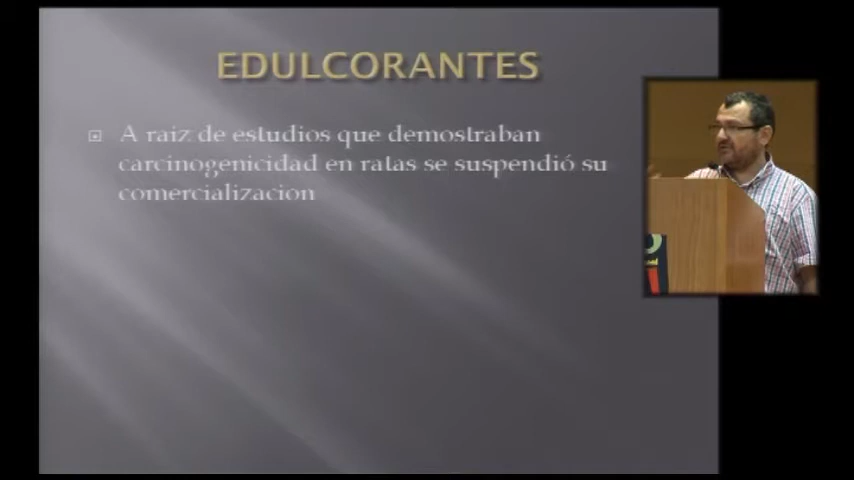 EDULCORANTES
A raiz de estudios que demostraban
carcinogenicidad en ratas se suspendió su
comercializacion